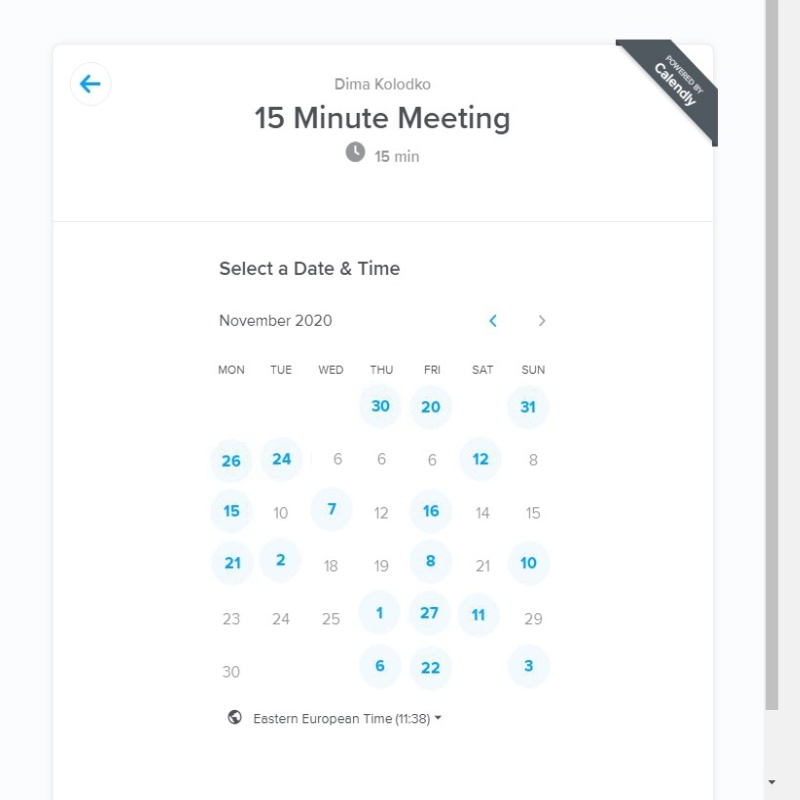 POWERED BY
Calendly
Dima Kolodko
15 Minute Meeting
15 min
Select a Date & Time
November 2020
MON TUE WED THU FRI SAT SUN
30 20 31
26 24 6 6 6 12 8
15 10 7 12 16 14 15
21 2 18 19 8 21 10
23 24 25 1 27 11 29
30 6 22 3
Eastern European Time (11:38)